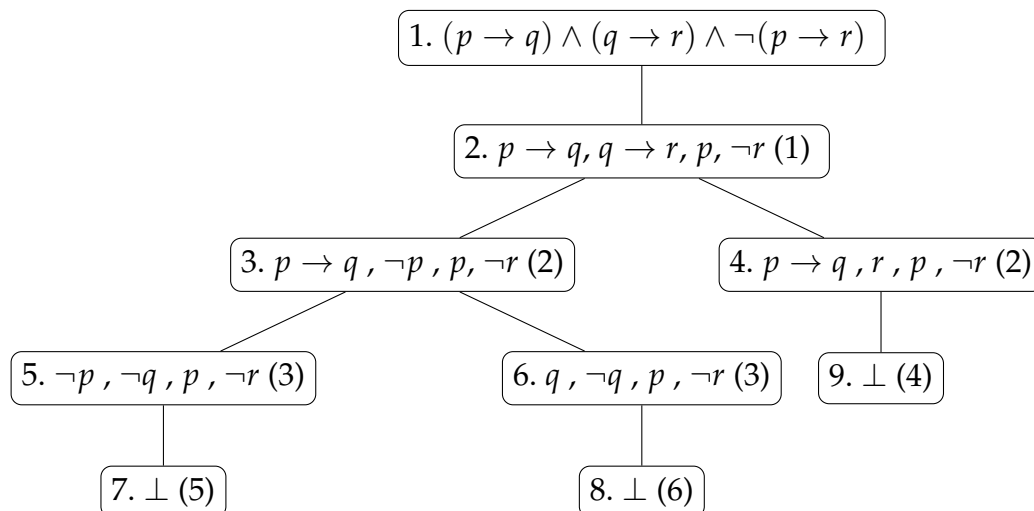 1. (p → q) ∧ (q → r) ∧ ¬(p → r)
2. p → q, q → r, p, ¬r (1)
3. p → q , ¬p , p, ¬r (2)
4. p → q , r , p , ¬r (2)
5. ¬p , ¬q , p , ¬r (3)
6. q , ¬q , p , ¬r (3)
9. ⊥ (4)
7. ⊥ (5)
8. ⊥ (6)